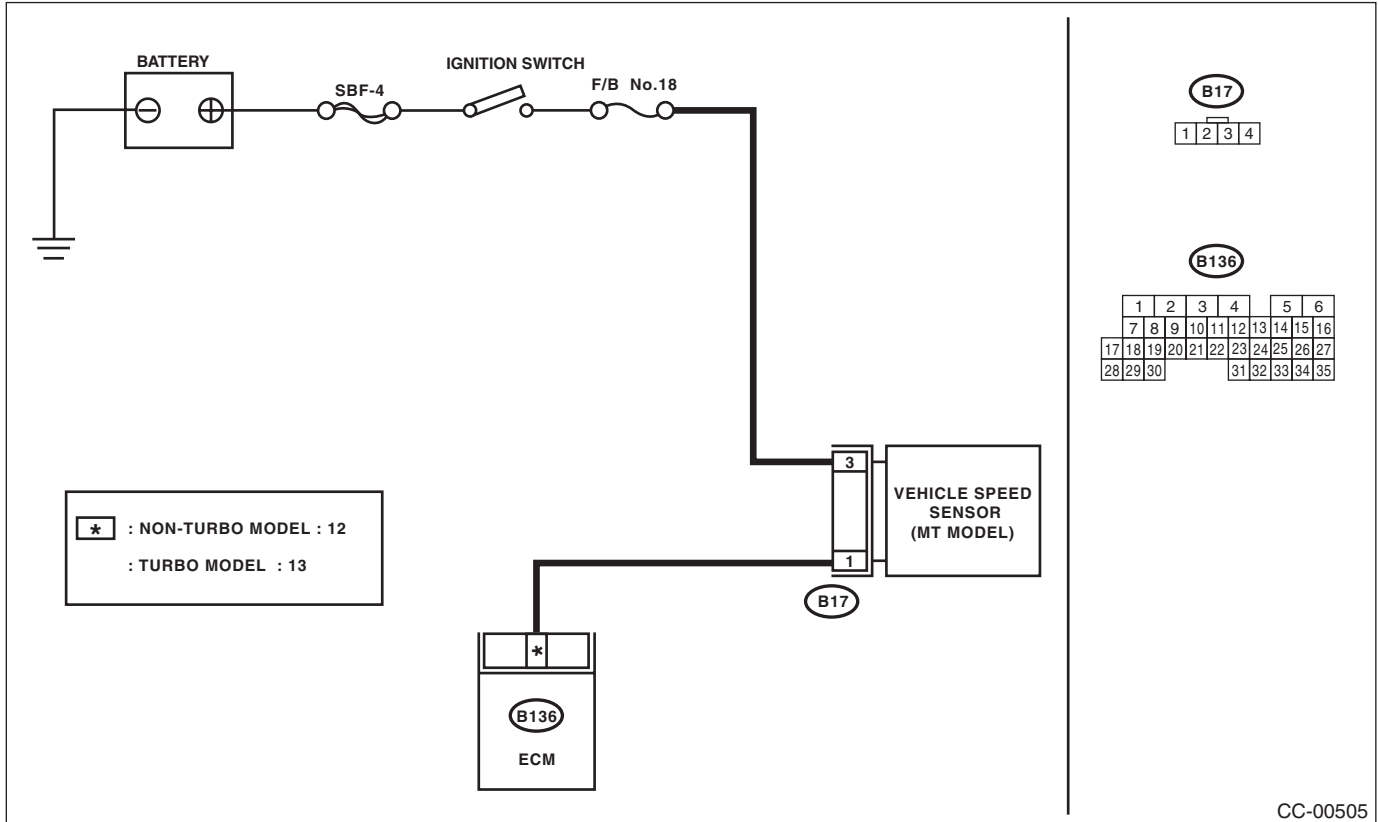 BATTERY
SBF-4
IGNITION SWITCH
F/B No.18
3
VEHICLE SPEED
SENSOR
(MT MODEL)
1
B17
* : NON-TURBO MODEL : 12
: TURBO MODEL : 13
*
B136
ECM
B17
1 2 3 4
B136
1 2 3 4 5 6
7 8 9 10 11 12 13 14 15 16
17 18 19 20 21 22 23 24 25 26 27
28 29 30 31 32 33 34 35
CC-00505